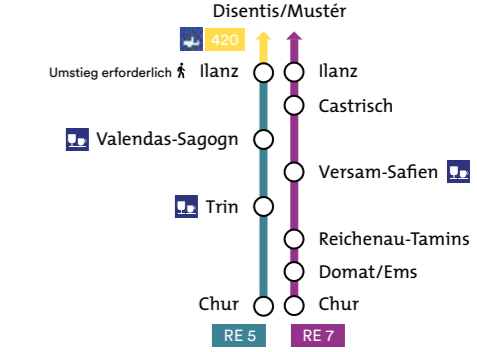 Disentis/Mustér
420
Umstieg erforderlich Ilanz Ilanz
Castrisch
Valendas-Sagogn
Versam-Safien
Trin
Reichenau-Tamins
Domat/Ems
Chur Chur
RE 5 RE 7